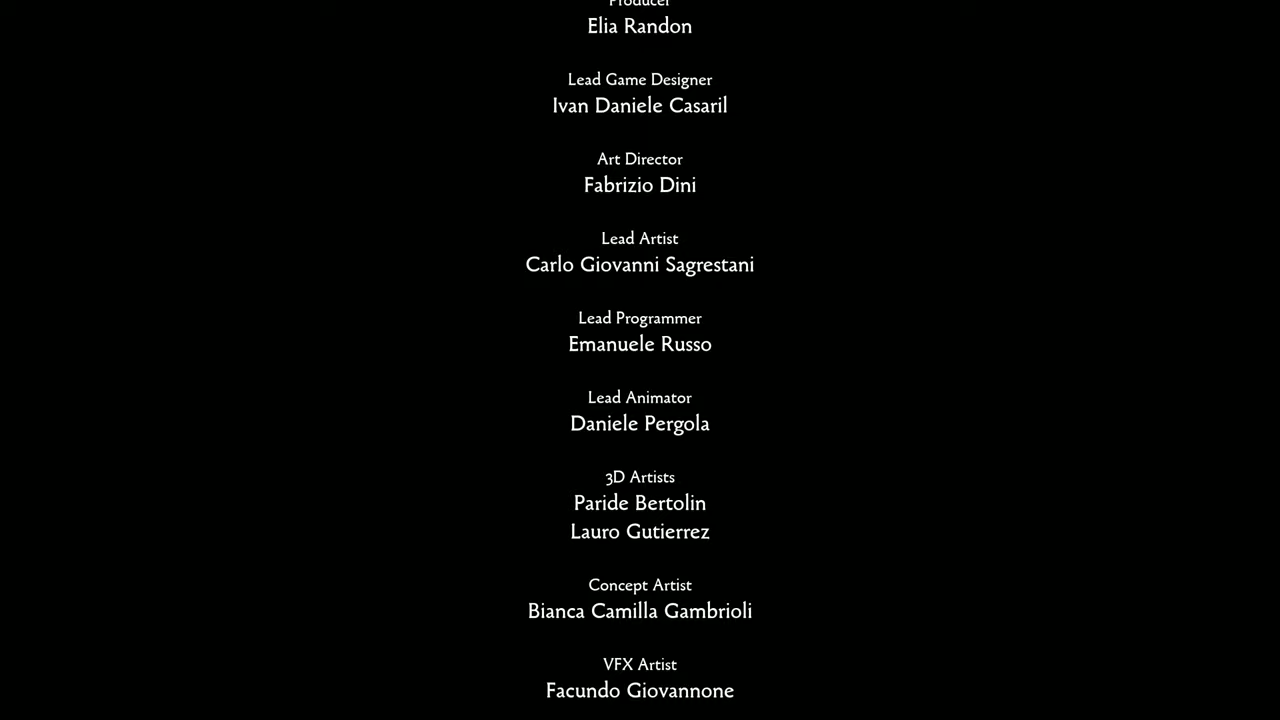 Producer
Elia Randon
Lead Game Designer
Ivan Daniele Casaril
Art Director
Fabrizio Dini
Lead Artist
Carlo Giovanni Sagrestani
Lead Programmer
Emanuele Russo
Lead Animator
Daniele Pergola
3D Artists
Paride Bertolin
Lauro Gutierrez
Concept Artist
Bianca Camilla Gambrioli
VFX Artist
Facundo Giovannone